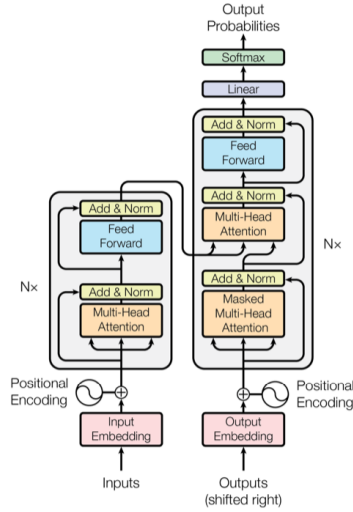 Output
Probabilities
Softmax
Linear
Add & Norm
Feed
Forward
Add & Norm
Multi-Head
Attention
Add & Norm
Masked
Multi-Head
Attention
N×
Add & Norm
Feed
Forward
Add & Norm
Multi-Head
Attention
N×
Positional
Encoding
Positional
Encoding
Input
Embedding
Output
Embedding
Inputs
Outputs
(shifted right)